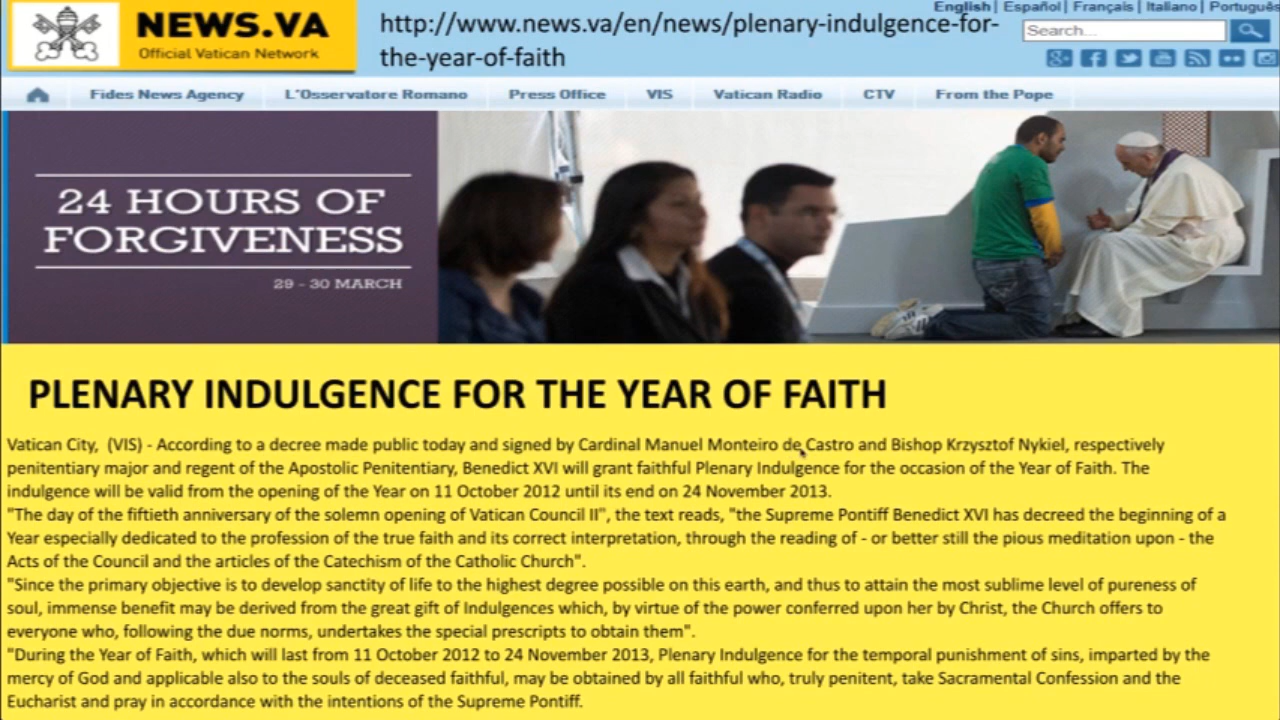 English | Español | Français | Italiano | Português
NEWS.VA
Official Vatican Network
http://www.news.va/en/news/plenary-indulgence-for-
the-year-of-faith
Search...
Fides News Agency L'Osservatore Romano Press Office VIS Vatican Radio CTV From the Pope
24 HOURS OF
FORGIVENESS
29 - 30 MARCH
PLENARY INDULGENCE FOR THE YEAR OF FAITH
Vatican City, (VIS) - According to a decree made public today and signed by Cardinal Manuel Monteiro de Castro and Bishop Krzysztof Nykiel, respectively
penitentiary major and regent of the Apostolic Penitentiary, Benedict XVI will grant faithful Plenary Indulgence for the occasion of the Year of Faith. The
indulgence will be valid from the opening of the Year on 11 October 2012 until its end on 24 November 2013.
"The day of the fiftieth anniversary of the solemn opening of Vatican Council II", the text reads, "the Supreme Pontiff Benedict XVI has decreed the beginning of a
Year especially dedicated to the profession of the true faith and its correct interpretation, through the reading of - or better still the pious meditation upon - the
Acts of the Council and the articles of the Catechism of the Catholic Church".
"Since the primary objective is to develop sanctity of life to the highest degree possible on this earth, and thus to attain the most sublime level of pureness of
soul, immense benefit may be derived from the great gift of Indulgences which, by virtue of the power conferred upon her by Christ, the Church offers to
everyone who, following the due norms, undertakes the special prescripts to obtain them".
"During the Year of Faith, which will last from 11 October 2012 to 24 November 2013, Plenary Indulgence for the temporal punishment of sins, imparted by the
mercy of God and applicable also to the souls of deceased faithful, may be obtained by all faithful who, truly penitent, take Sacramental Confession and the
Eucharist and pray in accordance with the intentions of the Supreme Pontiff.